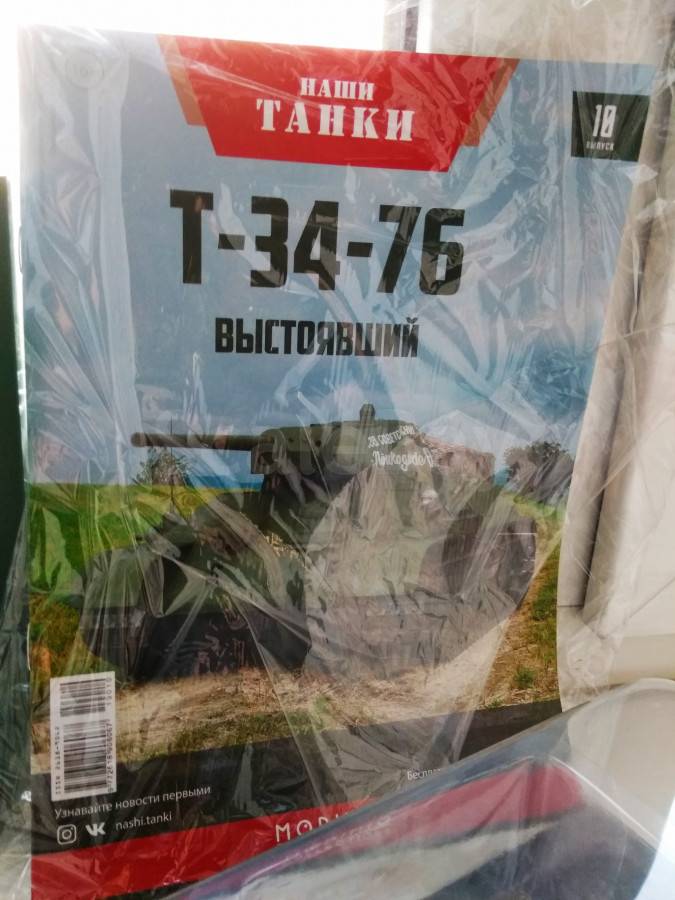 НАШИ
ТАНКИ
10
ВЫПУСК
Т-34-76
ВЫСТОЯВШИЙ
Узнавайте новости первыми
nashi.tanki